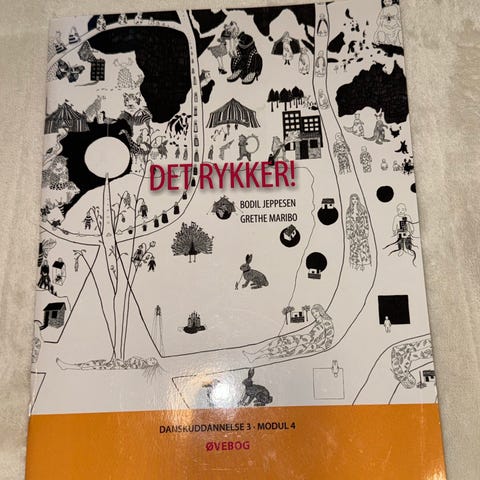 DET RYKKER!
BODIL JEPPESEN
GRETHE MARIBO
DANSKUDDANNELSE 3 · MODUL 4
ØVEBOG